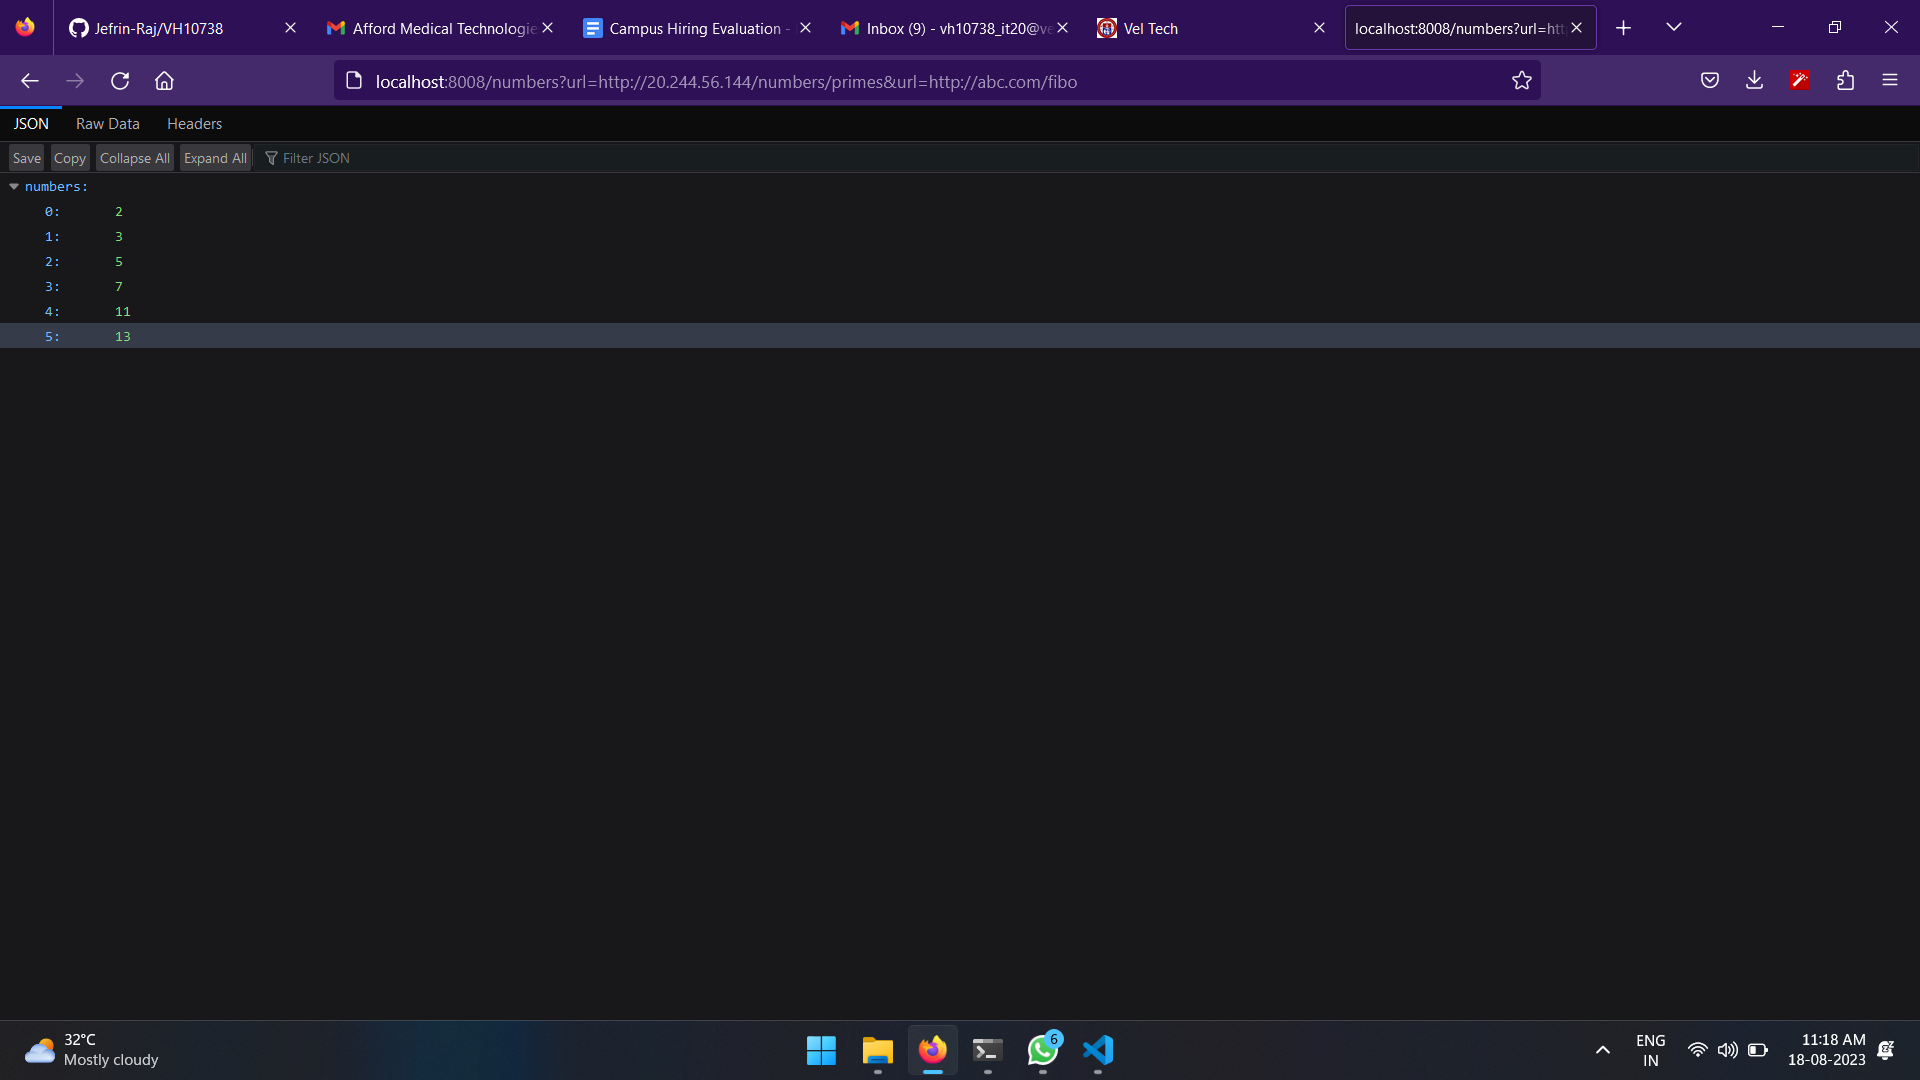 Jefrin-Raj/VH10738
Afford Medical Technologie
Campus Hiring Evaluation -
Inbox (9) - vh10738_it20@ve
Vel Tech
localhost:8008/numbers?url=htt
localhost:8008/numbers?url=http://20.244.56.144/numbers/primes&url=http://abc.com/fibo
JSON Raw Data Headers
Save Copy Collapse All Expand All Filter JSON
numbers:
0: 2
1: 3
2: 5
3: 7
4: 11
5: 13
32°C
Mostly cloudy
6
ENG
IN
11:18 AM
18-08-2023